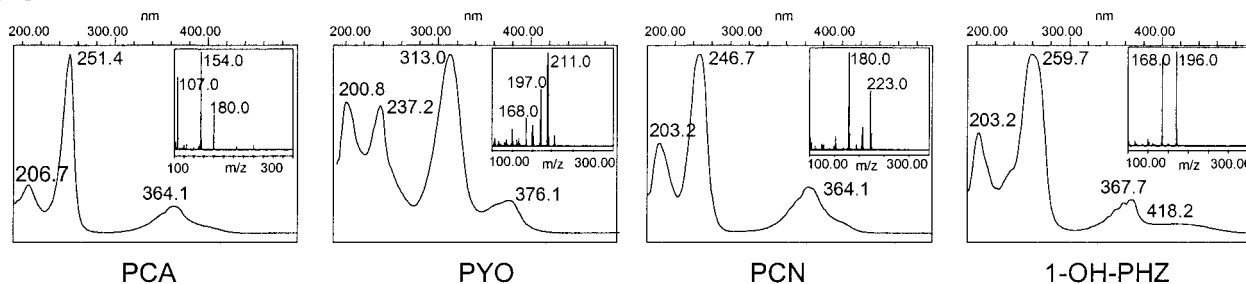 nm
200.00 300.00 400.00
251.4
206.7
364.1
154.0
107.0
180.0
100 m/z 300
PCA
nm
200.00 300.00 400.00
313.0
200.8
237.2
376.1
211.0
197.0
168.0
100.00 m/z 300.00
PYO
nm
200.00 300.00 400.00
246.7
203.2
364.1
180.0
223.0
100.00 m/z 300.00
PCN
nm
200.00 300.00 400.00
259.7
203.2
367.7
418.2
168.0 196.0
100.00 m/z 300.00
1-OH-PHZ